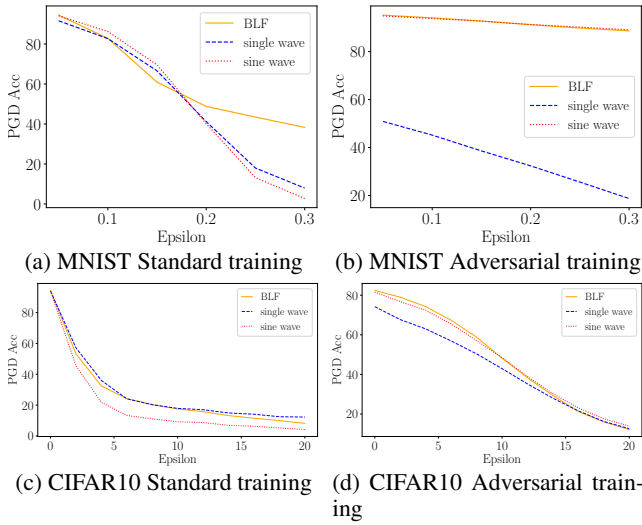 PGD Acc
80
60
40
20
0
BLF
single wave
sine wave
0.1 0.2 0.3
Epsilon
(a) MNIST Standard training
PGD Acc
80
60
40
20
BLF
single wave
sine wave
0.1 0.2 0.3
Epsilon
(b) MNIST Adversarial training
PGD Acc
80
60
40
20
0
BLF
single wave
sine wave
0 5 10 15 20
Epsilon
(c) CIFAR10 Standard training
PGD Acc
80
60
40
20
BLF
single wave
sine wave
0 5 10 15 20
Epsilon
(d) CIFAR10 Adversarial train-
ing